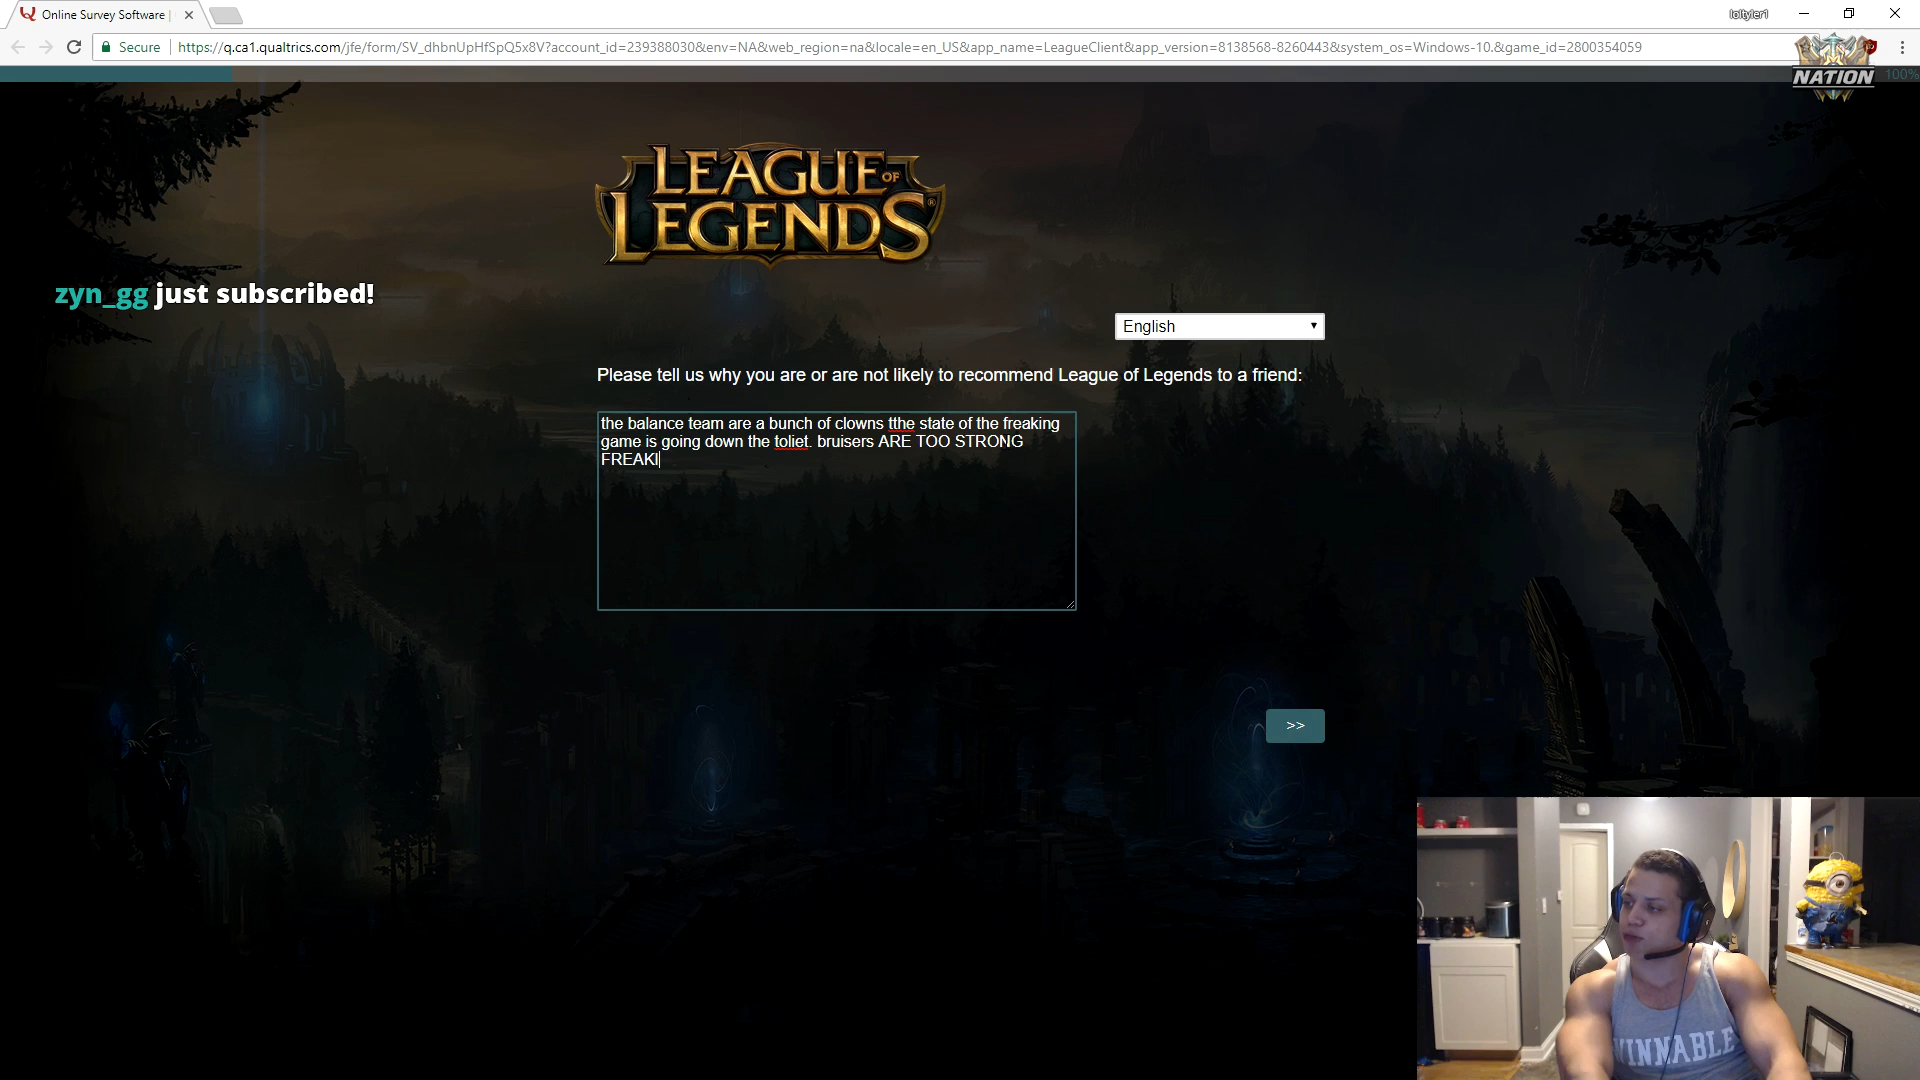 Online Survey Software |
loltyler1
Secure
https://q.ca1.qualtrics.com/jfe/form/SV_dhbnUpHfSpQ5x8V?account_id=239388030&env=NA&web_region=na&locale=en_US&app_name=LeagueClient&app_version=8138568-8260443&system_os=Windows-10.&game_id=2800354059
NATION
100%
LEAGUE OF
LEGENDS®
zyn_gg just subscribed!
English
Please tell us why you are or are not likely to recommend League of Legends to a friend:
the balance team are a bunch of clowns tthe state of the freaking
game is going down the toliet. bruisers ARE TOO STRONG
FREAKI
>>
VINNABLE